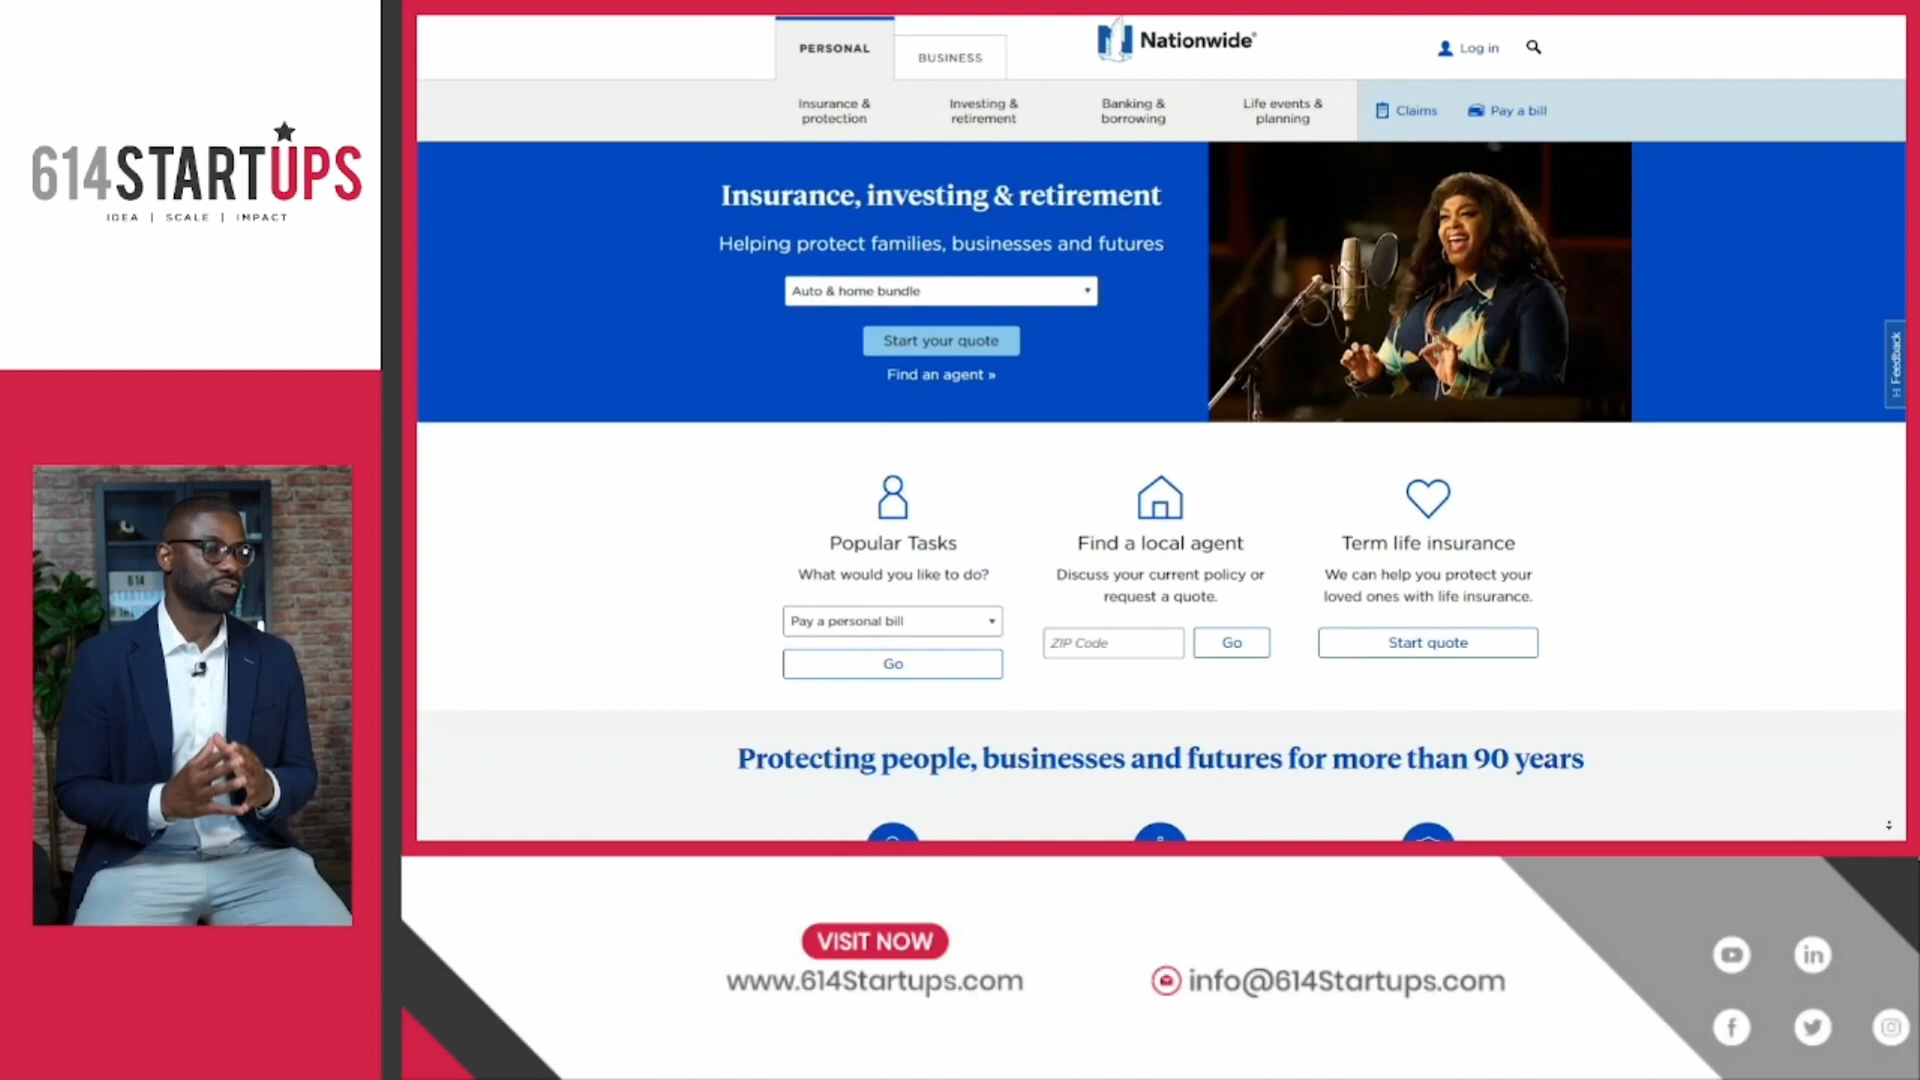 614STARTUPS
IDEA | SCALE | IMPACT
614
PERSONAL
BUSINESS
Nationwide®
Log in
Insurance &
protection
Investing &
retirement
Banking &
borrowing
Life events &
planning
Claims
Pay a bill
Insurance, investing & retirement
Helping protect families, businesses and futures
Auto & home bundle
Start your quote
Find an agent »
Feedback
Popular Tasks
What would you like to do?
Pay a personal bill
Go
Find a local agent
Discuss your current policy or
request a quote.
ZIP Code
Go
Term life insurance
We can help you protect your
loved ones with life insurance.
Start quote
Protecting people, businesses and futures for more than 90 years
VISIT NOW
www.614Startups.com
info@614Startups.com
in
f